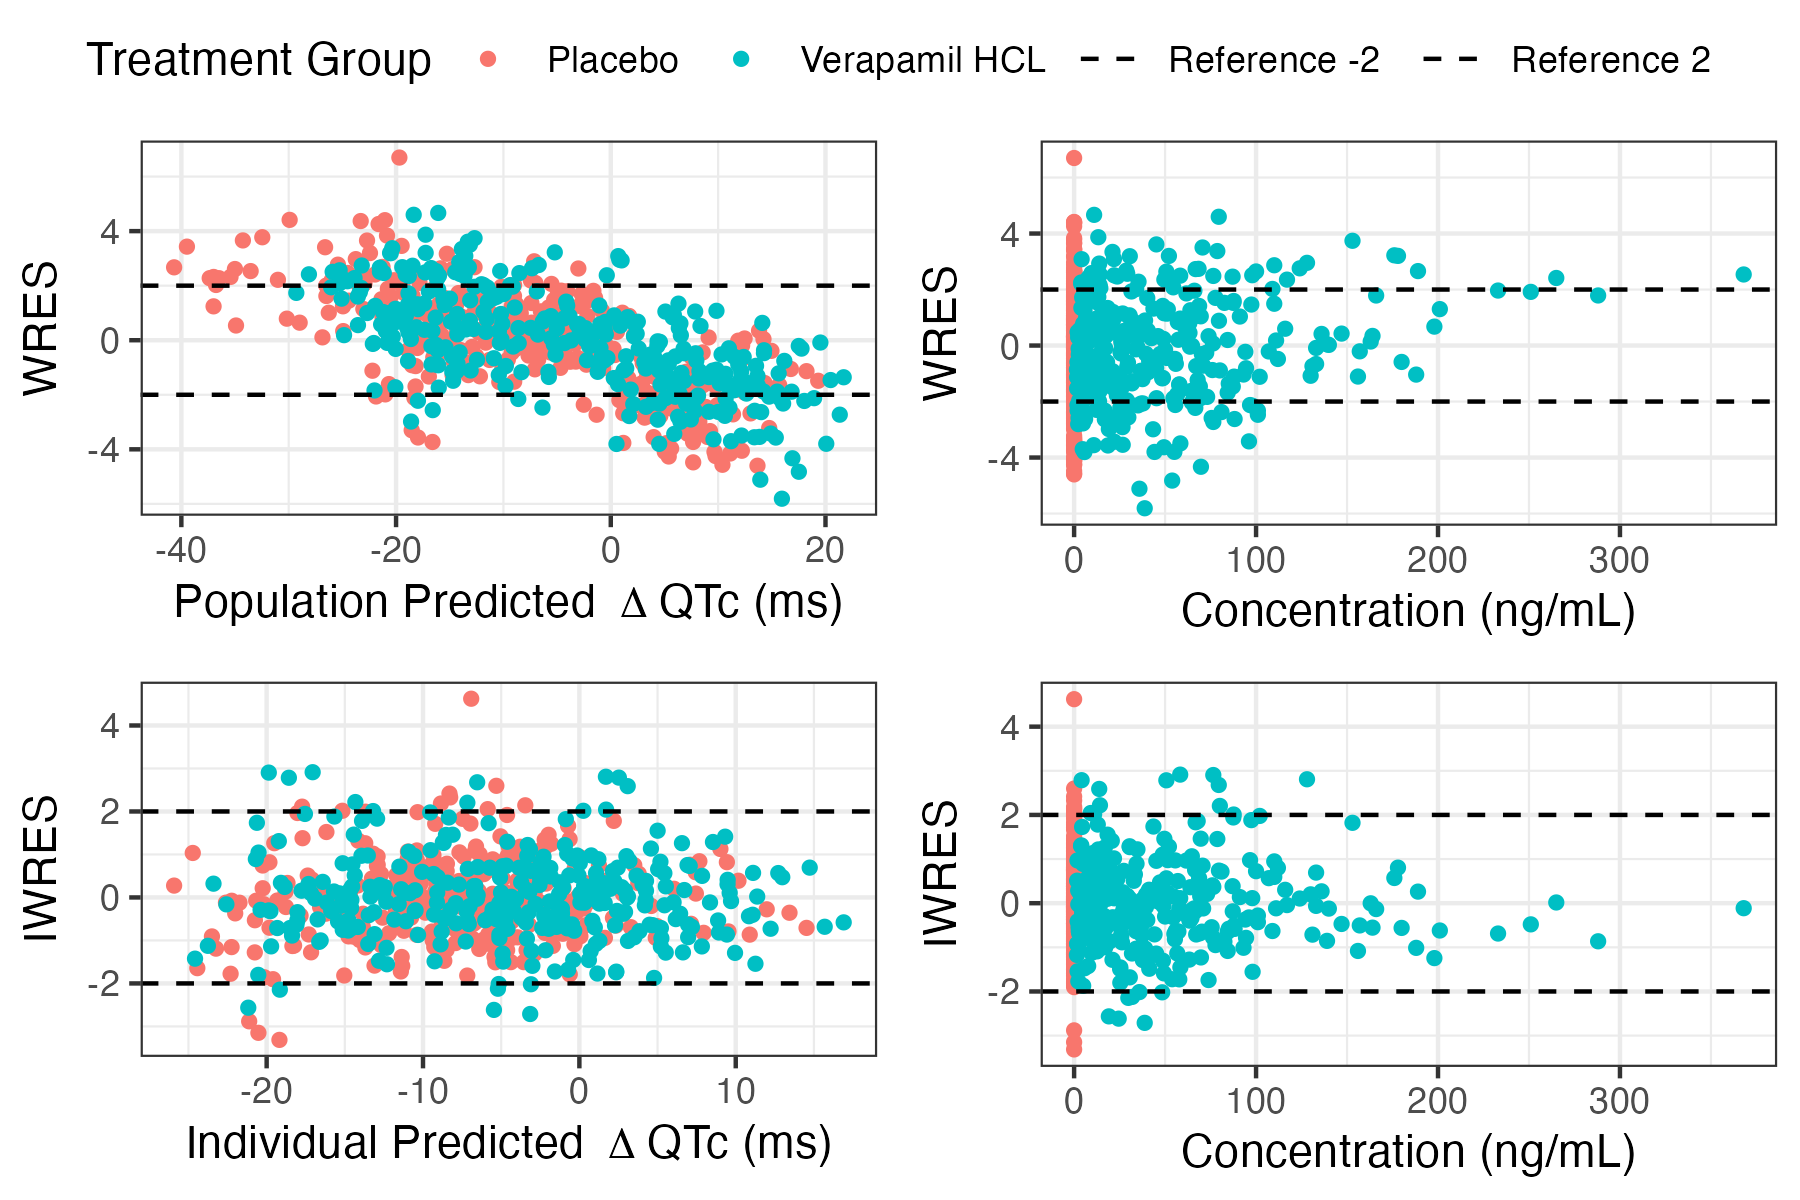 Treatment Group Placebo Verapamil HCL Reference -2 Reference 2
WRES
4
0
-4
-40 -20 0 20
Population Predicted Δ QTc (ms)
WRES
4
0
-4
0 100 200 300
Concentration (ng/mL)
IWRES
4
2
0
-2
-20 -10 0 10
Individual Predicted Δ QTc (ms)
IWRES
4
2
0
-2
0 100 200 300
Concentration (ng/mL)